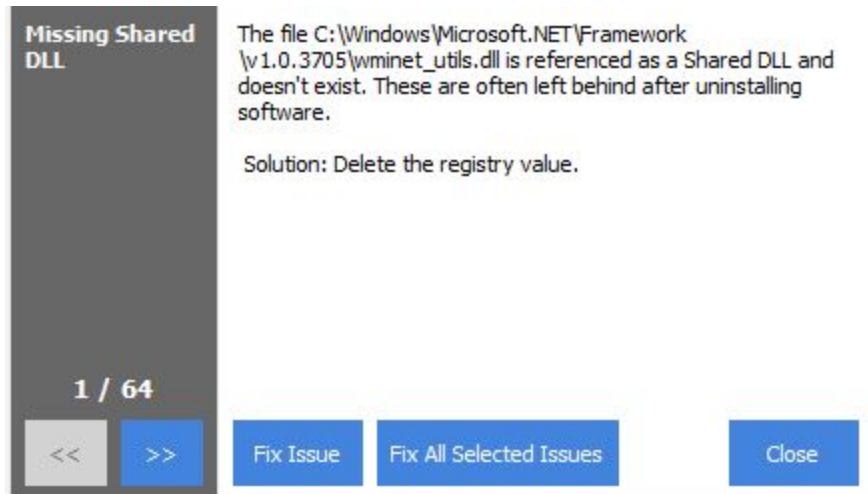 Missing Shared
DLL
The file C:\Windows\Microsoft.NET\Framework
\v1.0.3705\wminet_utils.dll is referenced as a Shared DLL and
doesn't exist. These are often left behind after uninstalling
software.
Solution: Delete the registry value.
1 / 64
<<
>>
Fix Issue
Fix All Selected Issues
Close